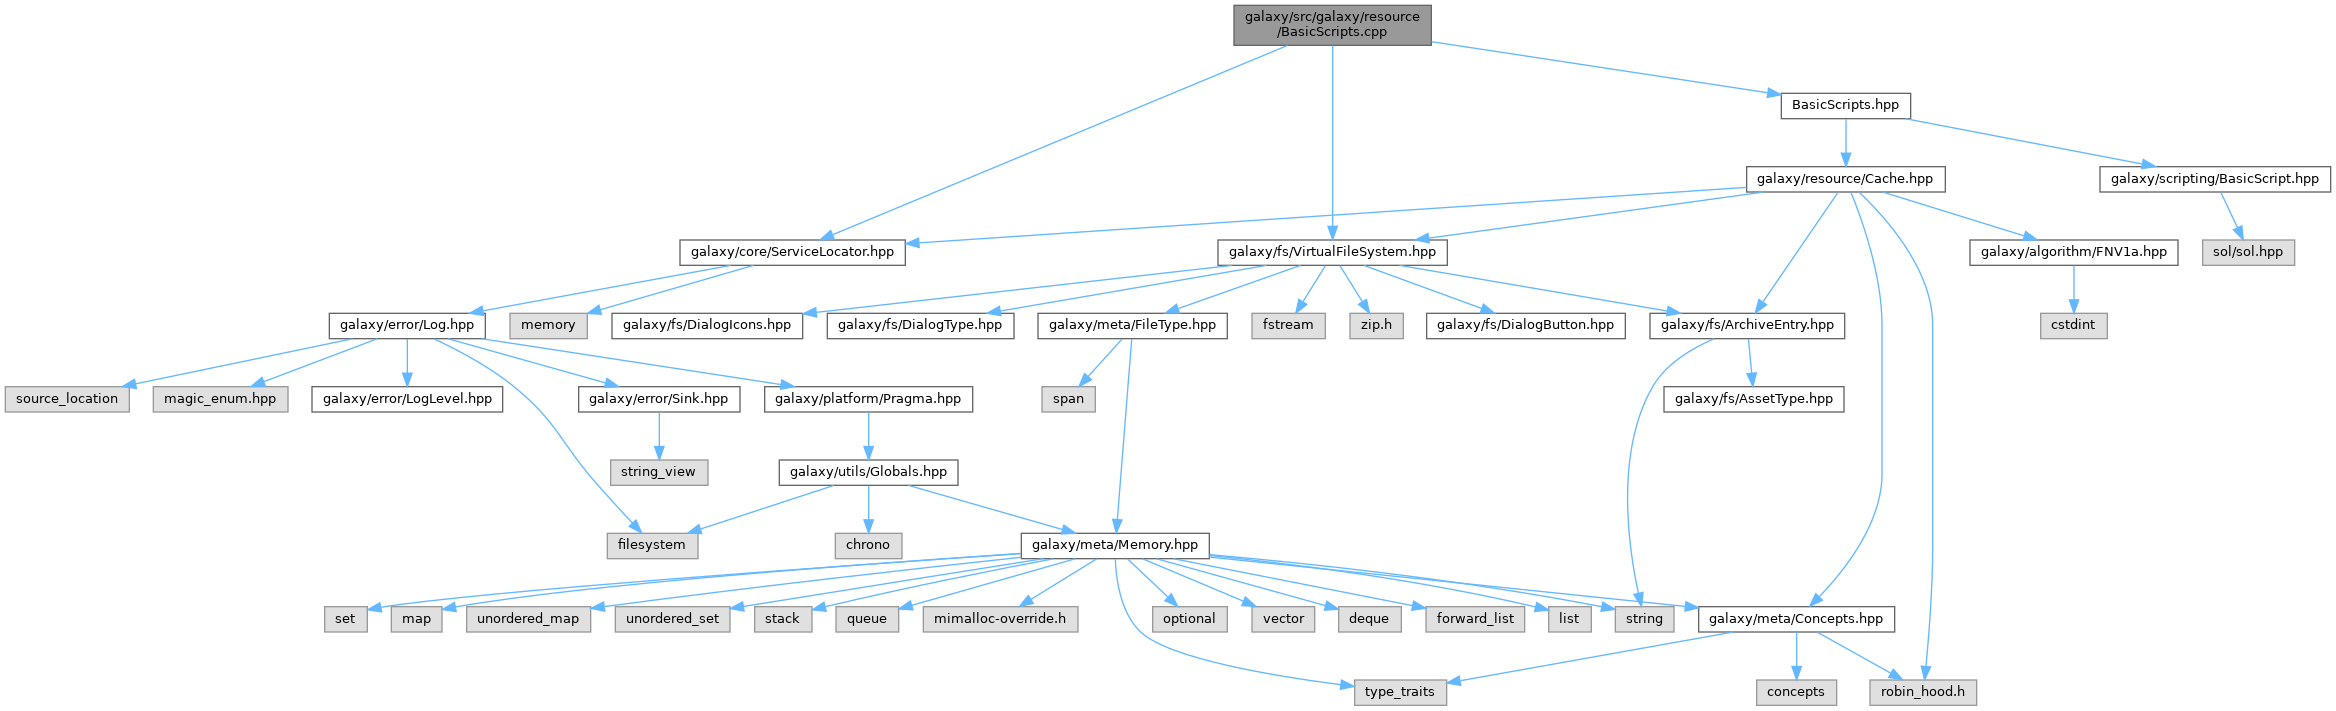 galaxy/src/galaxy/resource
/BasicScripts.cpp
BasicScripts.hpp
galaxy/resource/Cache.hpp
galaxy/scripting/BasicScript.hpp
galaxy/core/ServiceLocator.hpp
galaxy/fs/VirtualFileSystem.hpp
galaxy/algorithm/FNV1a.hpp
sol/sol.hpp
galaxy/error/Log.hpp
memory
galaxy/fs/DialogIcons.hpp
galaxy/fs/DialogType.hpp
galaxy/meta/FileType.hpp
fstream
zip.h
galaxy/fs/DialogButton.hpp
galaxy/fs/ArchiveEntry.hpp
cstdint
source_location
magic_enum.hpp
galaxy/error/LogLevel.hpp
galaxy/error/Sink.hpp
galaxy/platform/Pragma.hpp
span
galaxy/fs/AssetType.hpp
string_view
galaxy/utils/Globals.hpp
filesystem
chrono
galaxy/meta/Memory.hpp
set
map
unordered_map
unordered_set
stack
queue
mimalloc-override.h
optional
vector
deque
forward_list
list
string
galaxy/meta/Concepts.hpp
type_traits
concepts
robin_hood.h